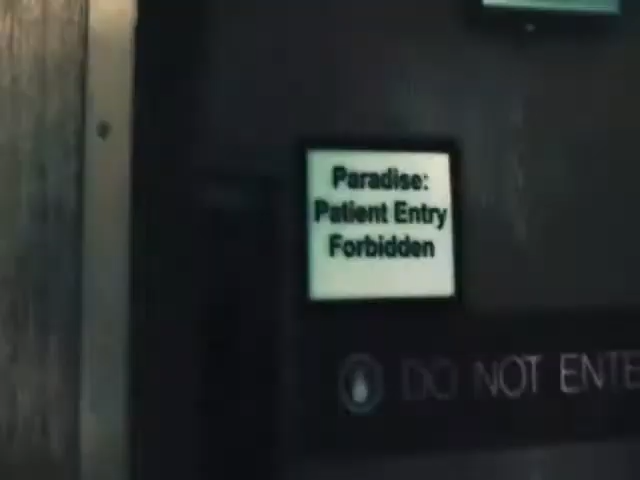 Paradise:
Patient Entry
Forbidden
DO NOT ENTE